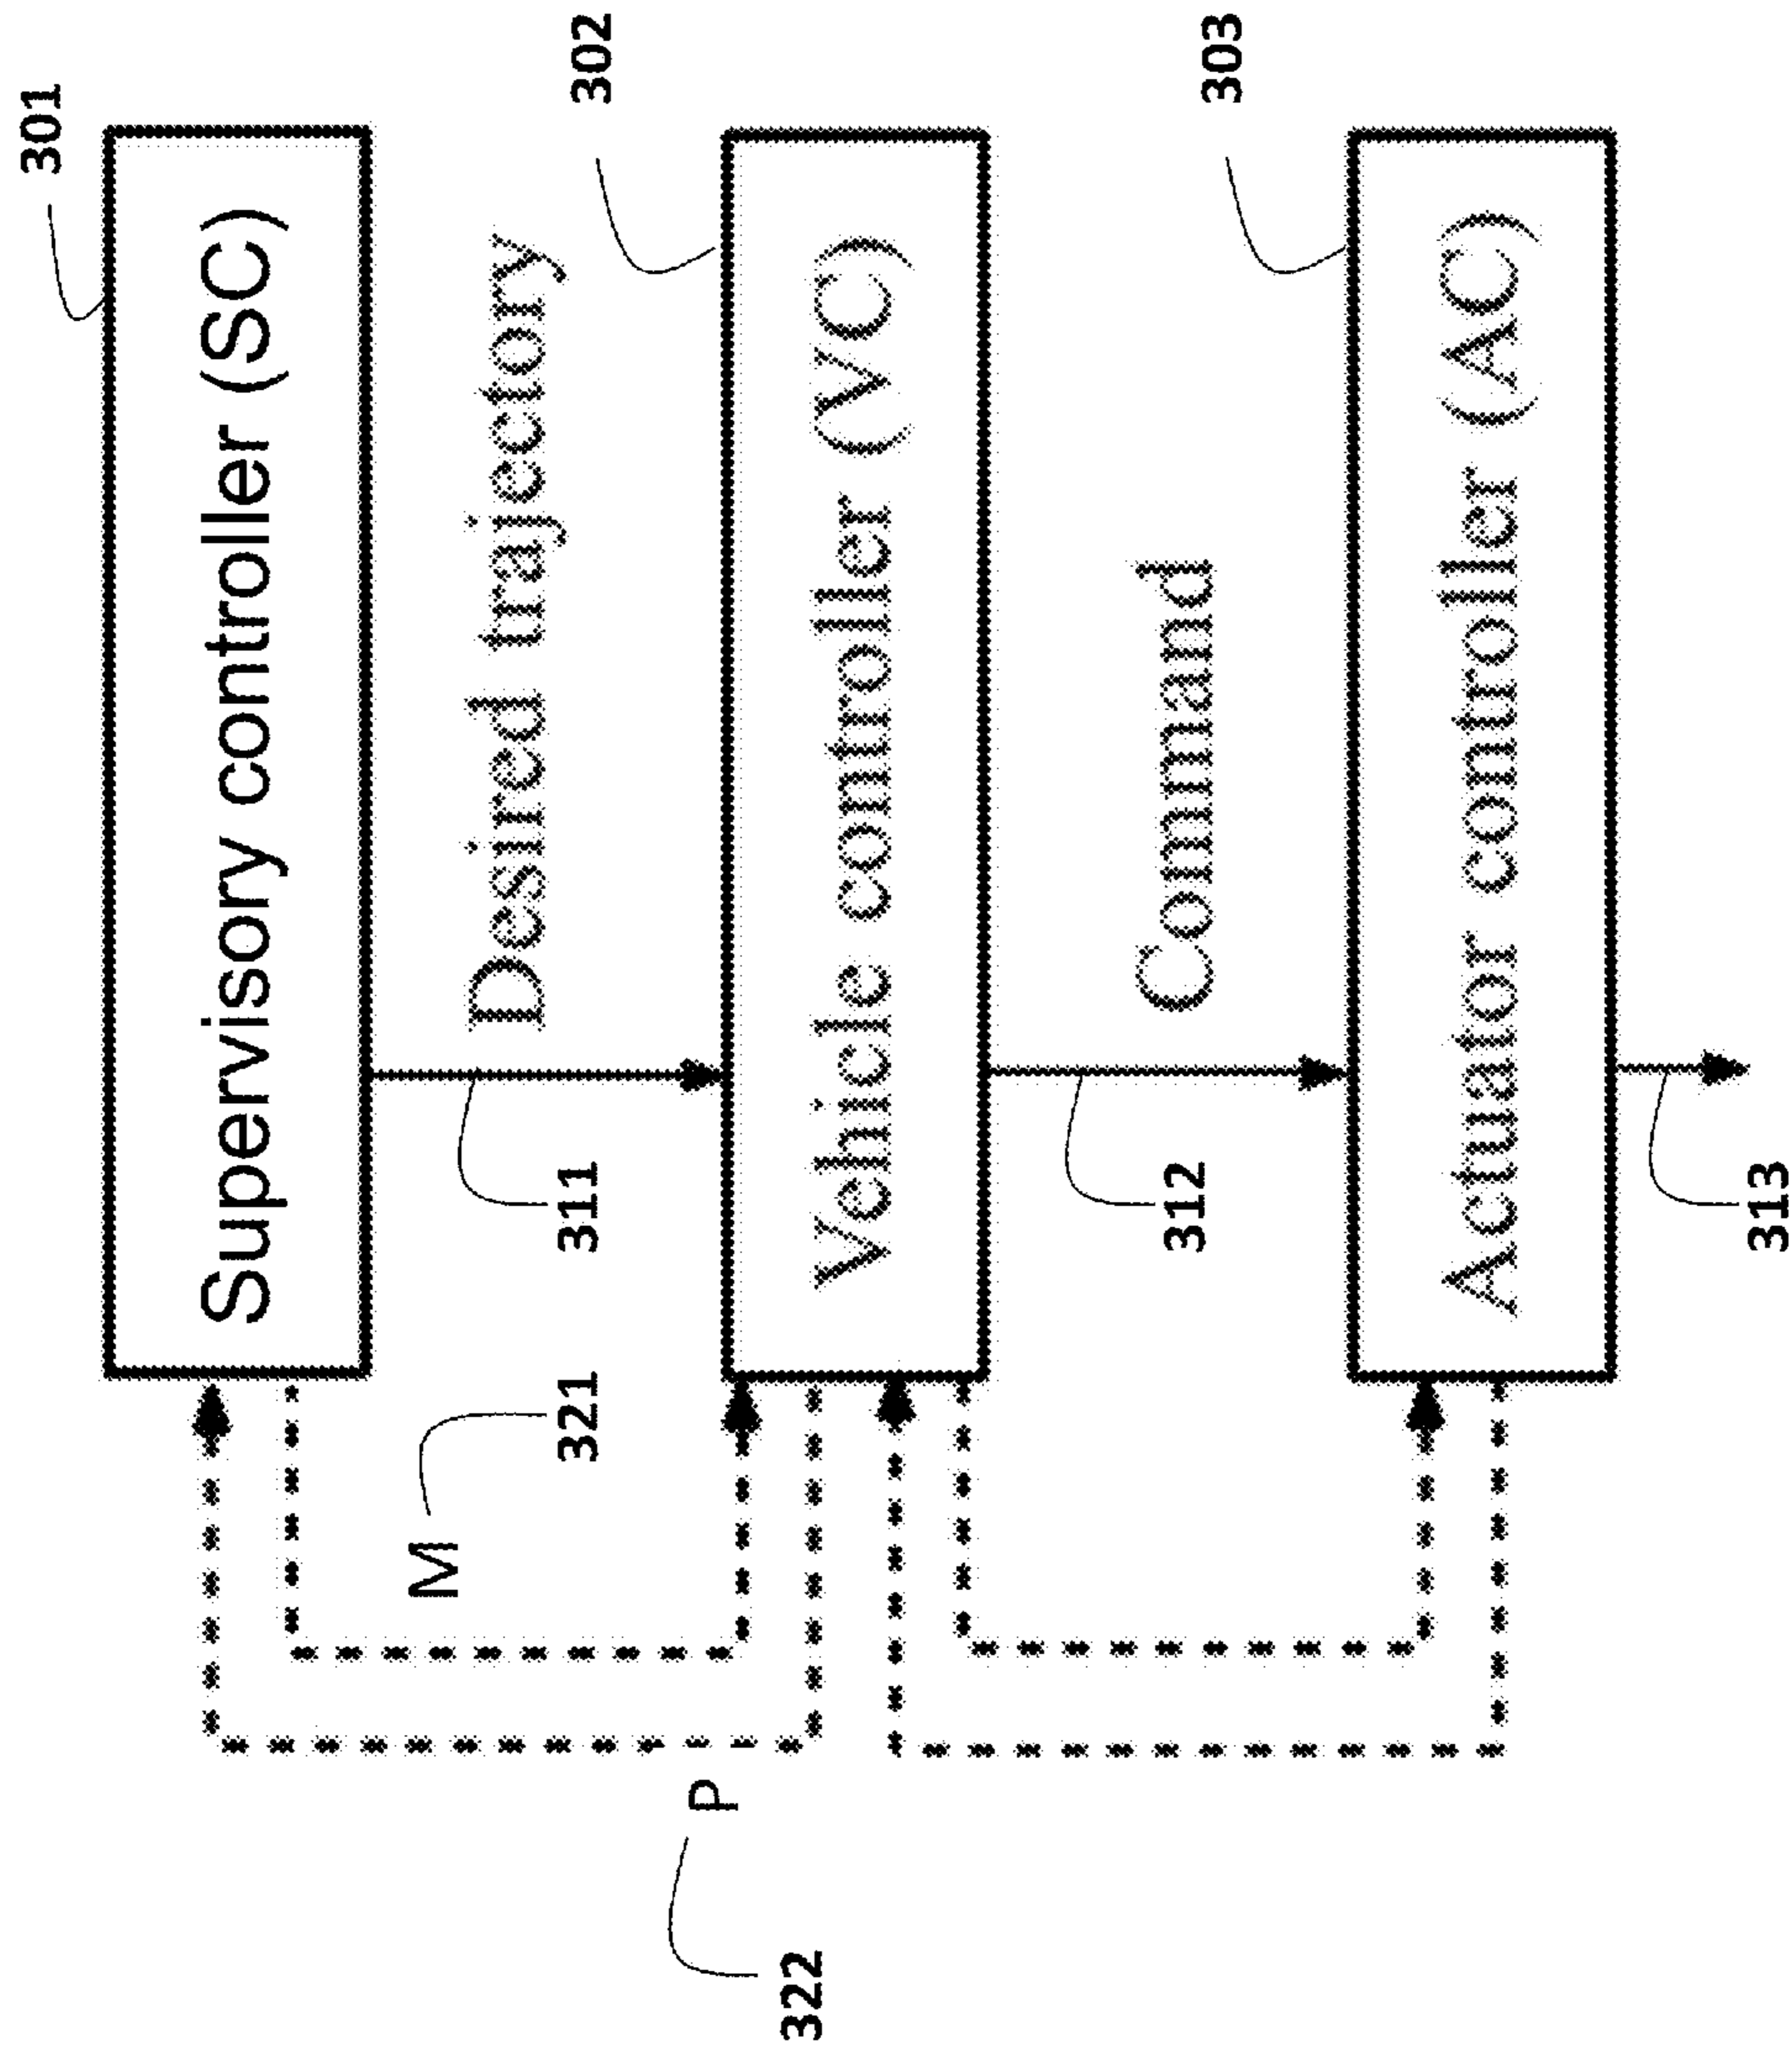 301
Supervisory controller (SC)
311
Desired trajectory
302
M
321
Vehicle controller (VC)
P
322
312
Command
303
Actuator controller (AC)
313